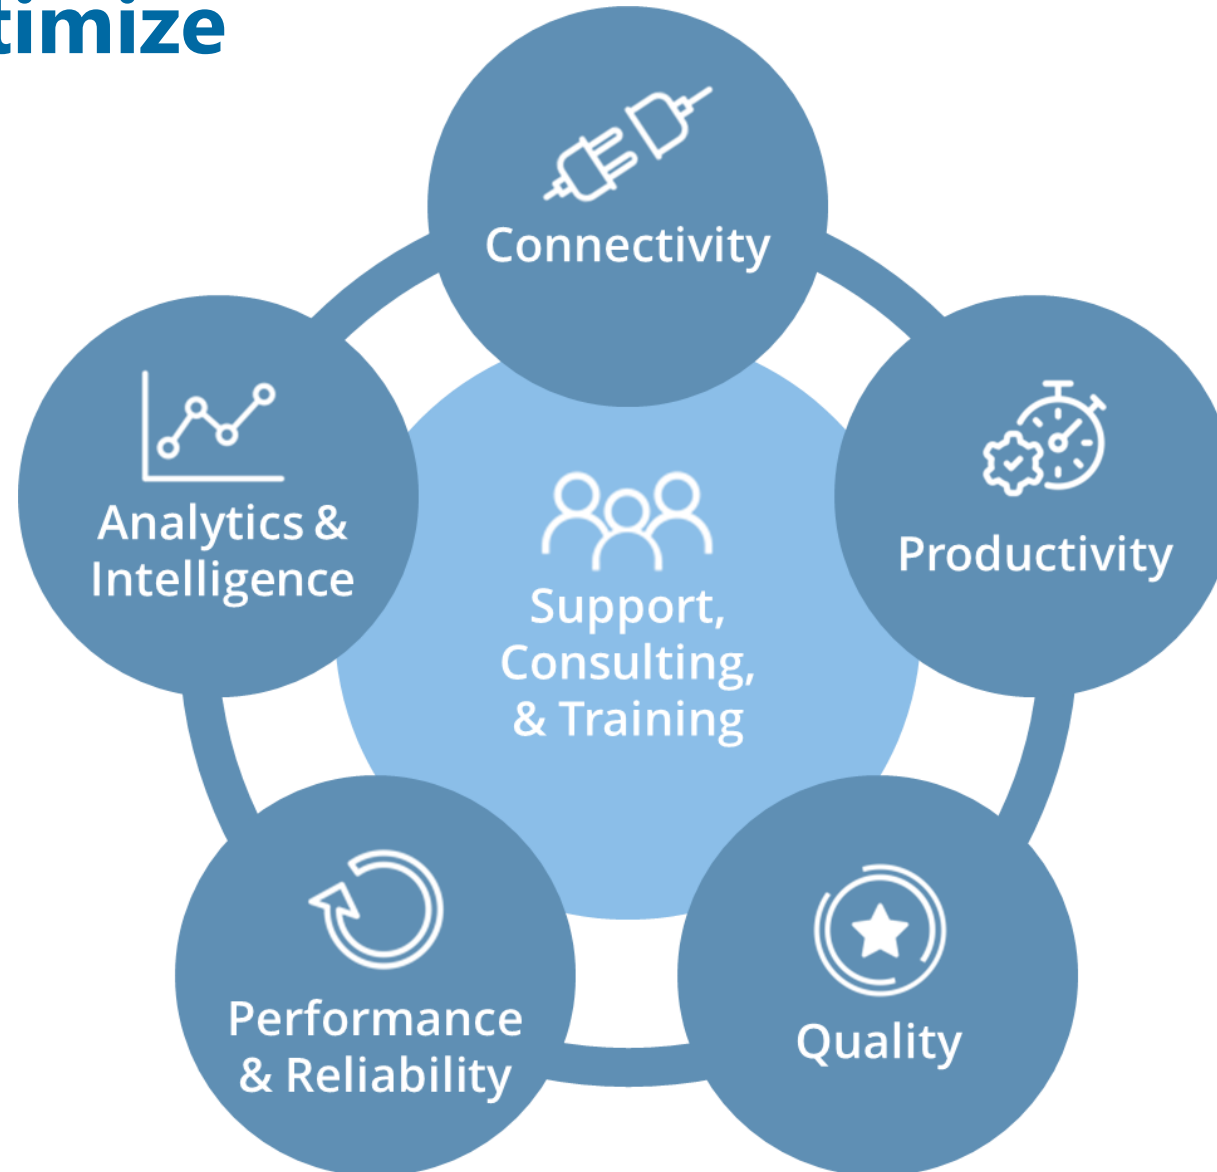 timize
Connectivity
Analytics &
Intelligence
Productivity
Support,
Consulting,
& Training
Performance
& Reliability
Quality